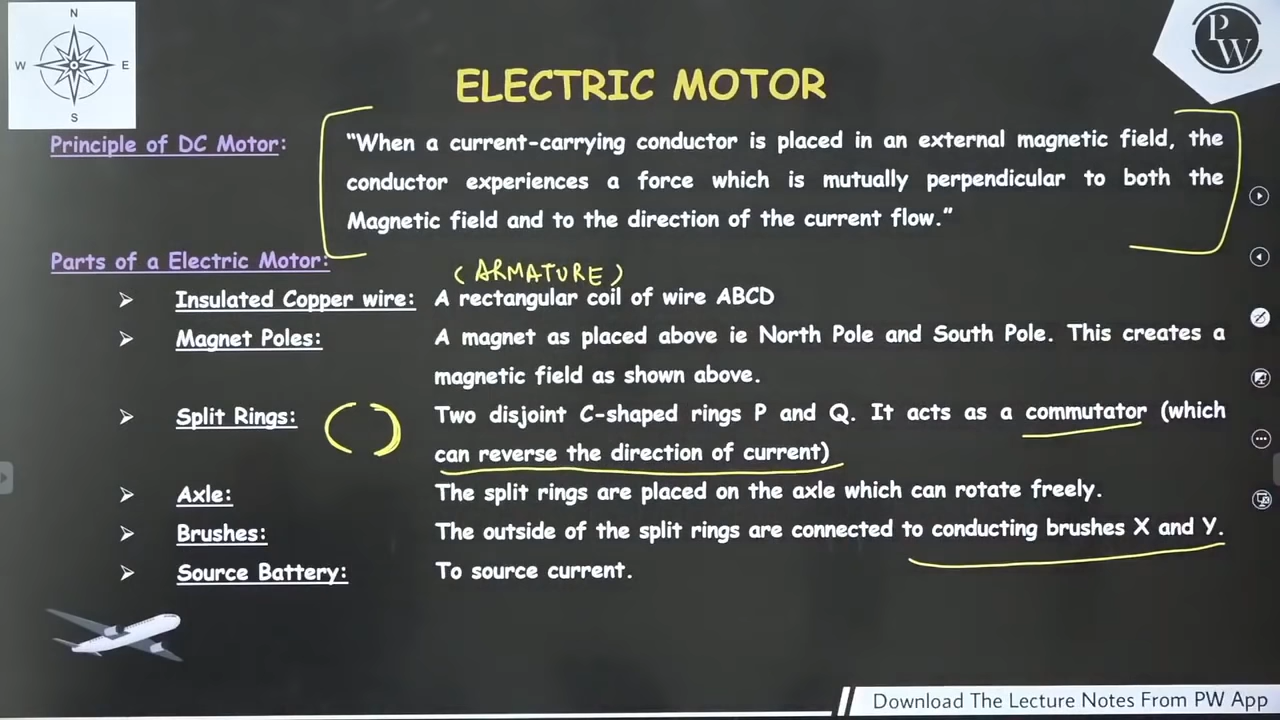 N
W E
S
PW
ELECTRIC MOTOR
Principle of DC Motor: "When a current-carrying conductor is placed in an external magnetic field, the
conductor experiences a force which is mutually perpendicular to both the
Magnetic field and to the direction of the current flow."
Parts of a Electric Motor:
(ARMATURE)
➤ Insulated Copper wire: A rectangular coil of wire ABCD
➤ Magnet Poles: A magnet as placed above ie North Pole and South Pole. This creates a
magnetic field as shown above.
➤ Split Rings: Two disjoint C-shaped rings P and Q. It acts as a commutator (which
can reverse the direction of current)
➤ Axle: The split rings are placed on the axle which can rotate freely.
➤ Brushes: The outside of the split rings are connected to conducting brushes X and Y.
➤ Source Battery: To source current.
Download The Lecture Notes From PW App